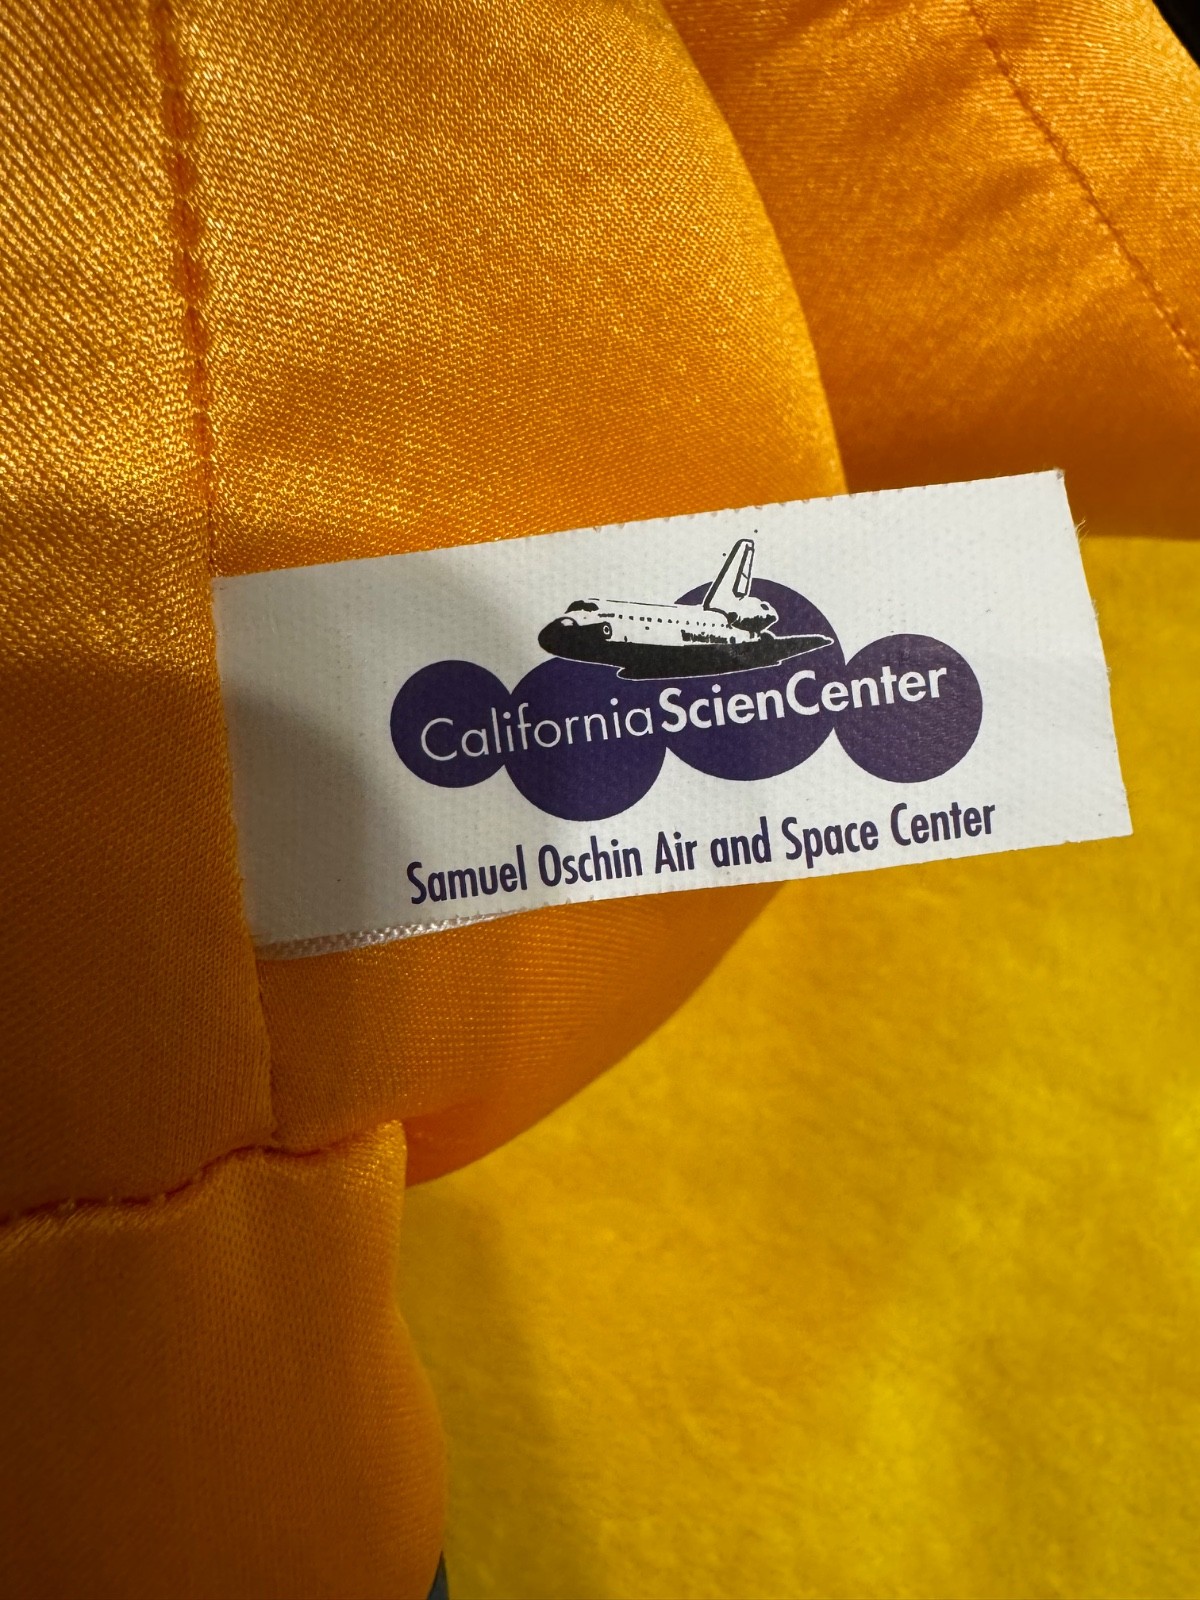 California ScienCenter
Samuel Oschin Air and Space Center